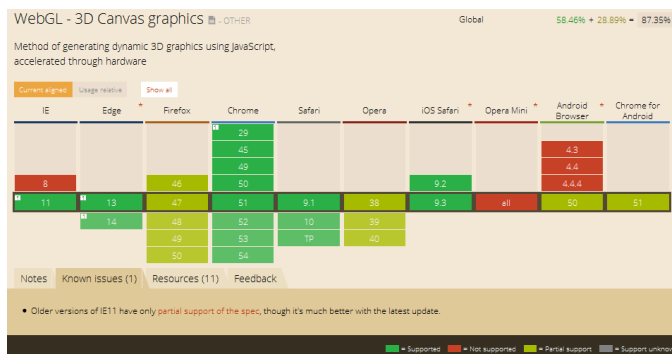 WebGL - 3D Canvas graphics - OTHER
Global 58.46% + 28.89% = 87.35%
Method of generating dynamic 3D graphics using JavaScript,
accelerated through hardware
Current aligned Usage relative Show all
IE Edge * Firefox Chrome Safari Opera iOS Safari * Opera Mini * Android Browser * Chrome for Android
1 29
45 4.3
49 4.4
8 46 50 9.2 4.4.4
1 11 1 13 47 51 9.1 38 9.3 all 50 51
1 14 48 52 10 39
49 53 TP 40
50 54
Notes Known issues (1) Resources (11) Feedback
• Older versions of IE11 have only partial support of the spec, though it's much better with the latest update.
= Supported = Not supported = Partial support = Support unknow